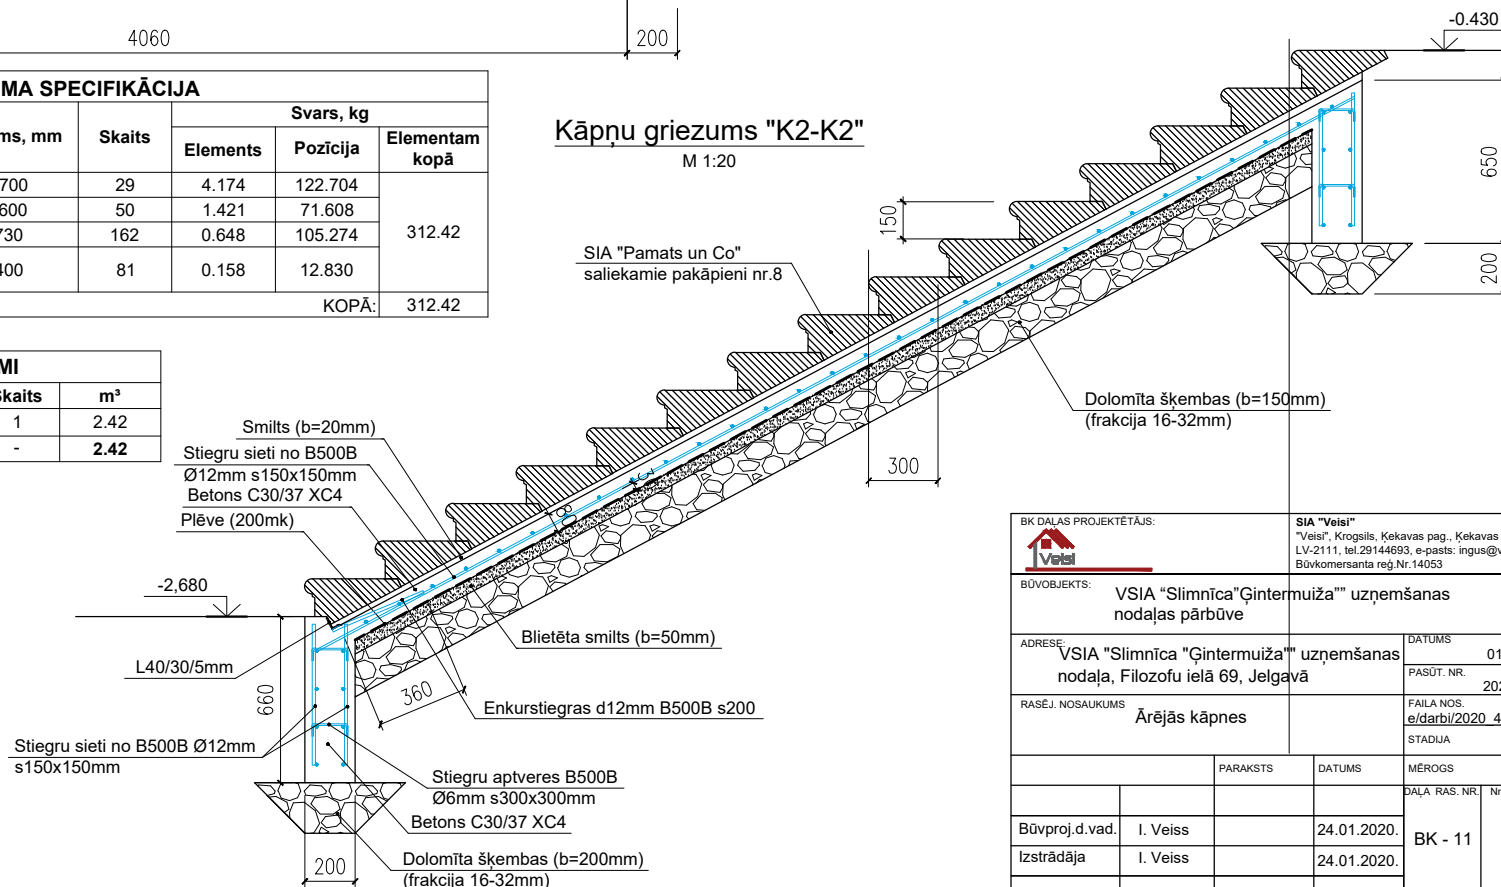 4060
200
-0.430
MA SPECIFIKĀCIJA
ms, mm
Skaits
Svars, kg
Elements
Pozīcija
Elementam
kopā
700 29 4.174 122.704
600 50 1.421 71.608
730 162 0.648 105.274
312.42
400 81 0.158 12.830
KOPĀ: 312.42
MI
Skaits m³
1 2.42
- 2.42
Kāpņu griezums "K2-K2"
M 1:20
SIA "Pamats un Co"
saliekamie pakāpieni nr.8
150
650
200
300
Dolomīta šķembas (b=150mm)
(frakcija 16-32mm)
Smilts (b=20mm)
Stiegru sieti no B500B
Ø12mm s150x150mm
Betons C30/37 XC4
Plēve (200mk)
-2,680
80
Blietēta smilts (b=50mm)
L40/30/5mm
360
660
Enkurstiegras d12mm B500B s200
Stiegru sieti no B500B Ø12mm
s150x150mm
Stiegru aptveres B500B
Ø6mm s300x300mm
Betons C30/37 XC4
Dolomīta šķembas (b=200mm)
(frakcija 16-32mm)
200
BK DAĻAS PROJEKTĒTĀJS:
Veisi
SIA "Veisi"
"Veisi", Krogsils, Ķekavas pag., Ķekavas
LV-2111, tel.29144693, e-pasts: ingus@v
Būvkomersanta reģ.Nr.14053
BŪVOBJEKTS:
VSIA “Slimnīca”Ģintermuiža”” uzņemšanas
nodaļas pārbūve
ADRESE:
VSIA "Slimnīca "Ģintermuiža"" uzņemšanas
nodaļa, Filozofu ielā 69, Jelgavā
DATUMS
01
PASŪT. NR.
202
RASĒJ. NOSAUKUMS
Ārējās kāpnes
FAILA NOS.
e/darbi/2020_4
STADIJA
PARAKSTS DATUMS MĒROGS
DAĻA RAS. NR. Nr
Būvproj.d.vad. I. Veiss 24.01.2020.
BK - 11
Izstrādāja I. Veiss 24.01.2020.